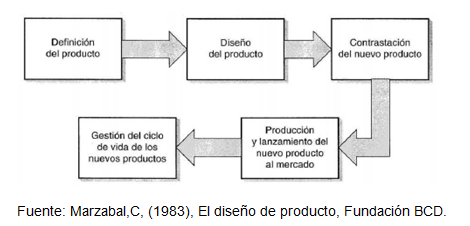 Definición
del producto
Diseño
del producto
Contrastación
del nuevo producto
Gestión del ciclo
de vida de los
nuevos productos
Producción
y lanzamiento del
nuevo producto
al mercado
Fuente: Marzabal,C, (1983), El diseño de producto, Fundación BCD.